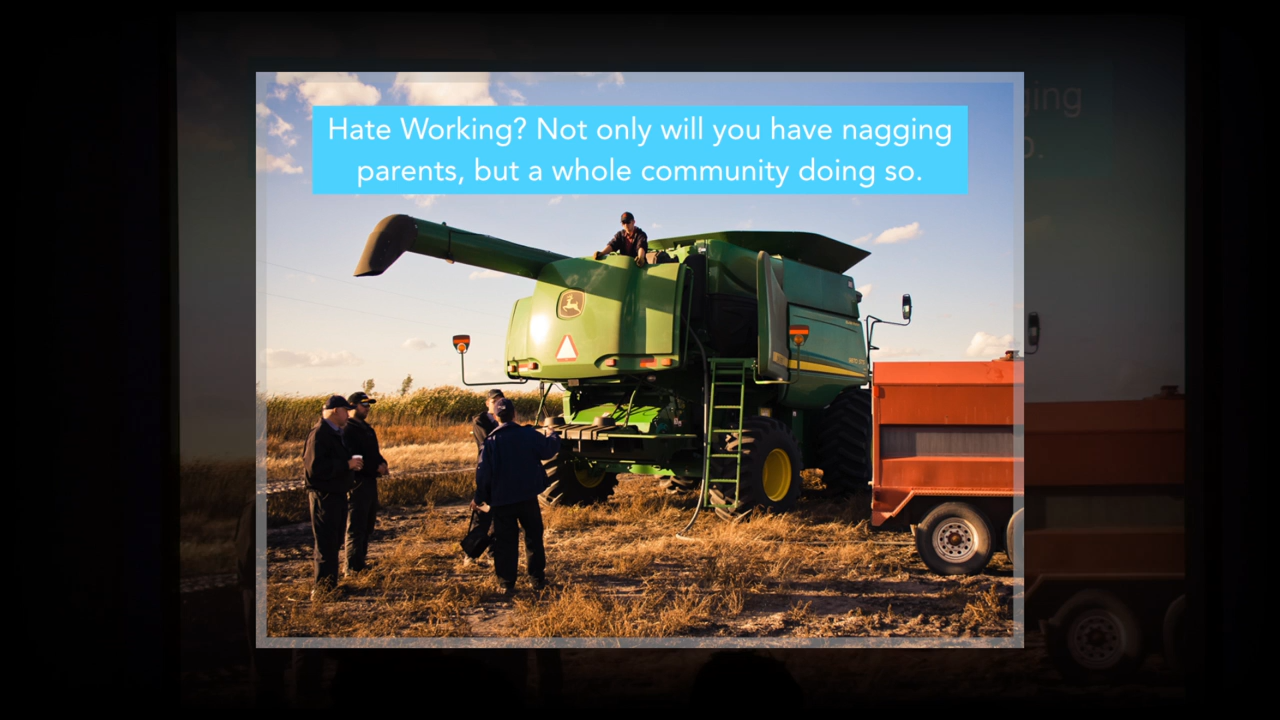 Hate Working? Not only will you have nagging
parents, but a whole community doing so.